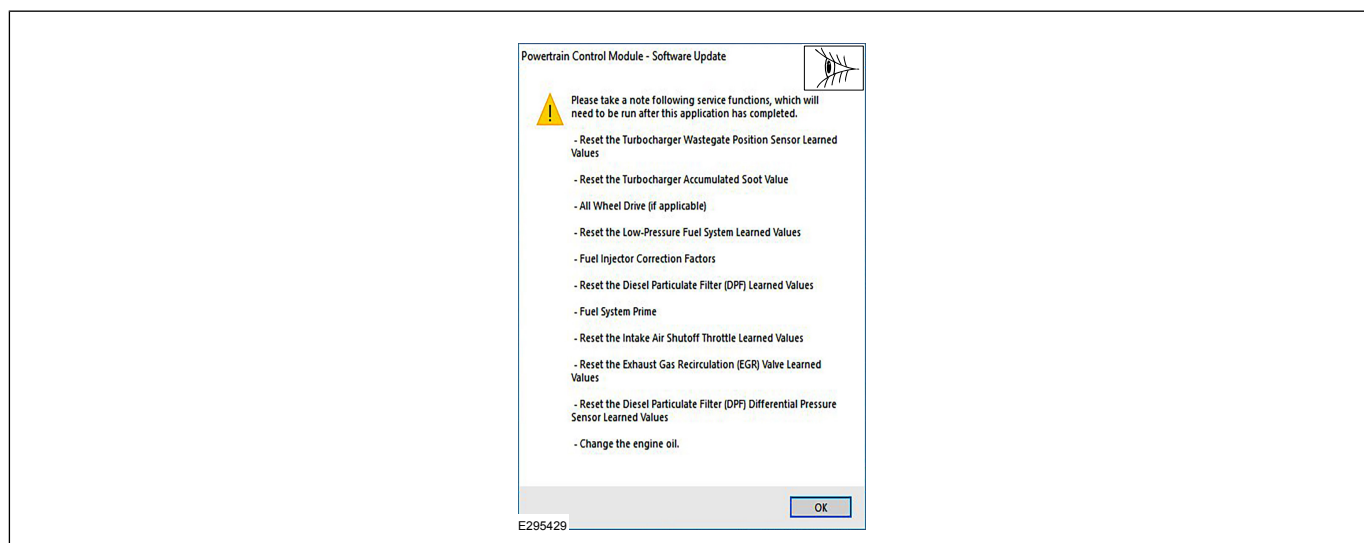 Powertrain Control Module - Software Update
Please take a note following service functions, which will
need to be run after this application has completed.
- Reset the Turbocharger Wastegate Position Sensor Learned
Values
- Reset the Turbocharger Accumulated Soot Value
- All Wheel Drive (if applicable)
- Reset the Low-Pressure Fuel System Learned Values
- Fuel Injector Correction Factors
- Reset the Diesel Particulate Filter (DPF) Learned Values
- Fuel System Prime
- Reset the Intake Air Shutoff Throttle Learned Values
- Reset the Exhaust Gas Recirculation (EGR) Valve Learned
Values
- Reset the Diesel Particulate Filter (DPF) Differential Pressure
Sensor Learned Values
- Change the engine oil.
OK
E295429